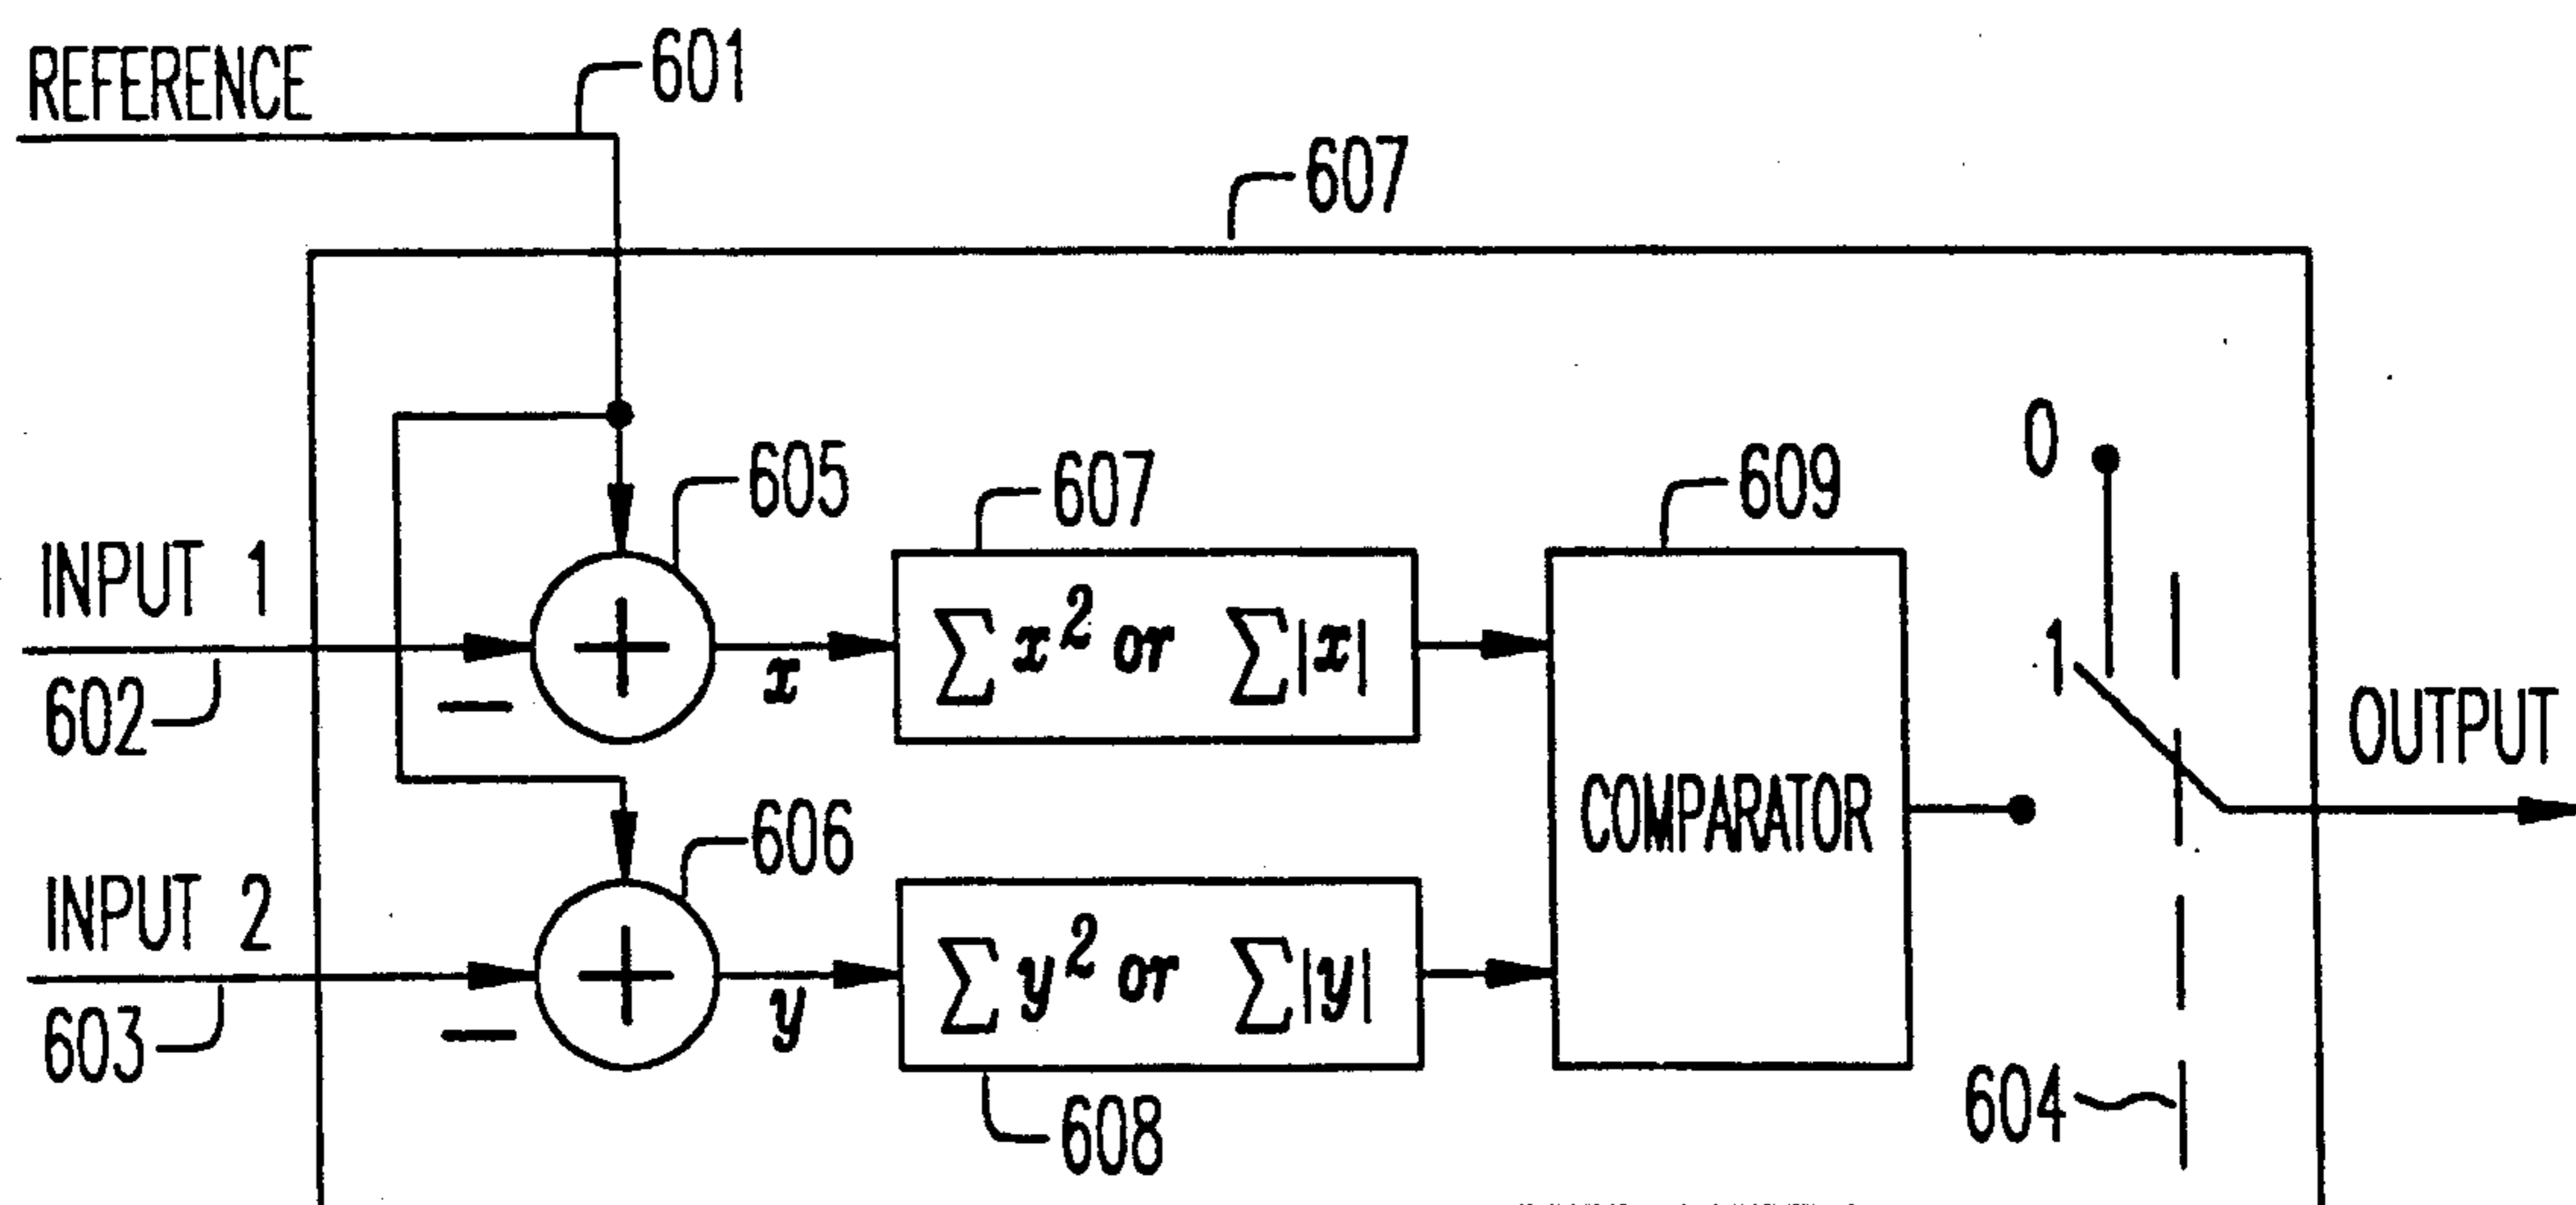 REFERENCE
601
607
0
605
607
609
INPUT 1
∑ x² or ∑|x|
1
x
602
−
OUTPUT
COMPARATOR
606
INPUT 2
∑ y² or ∑|y|
y
603
−
604
608